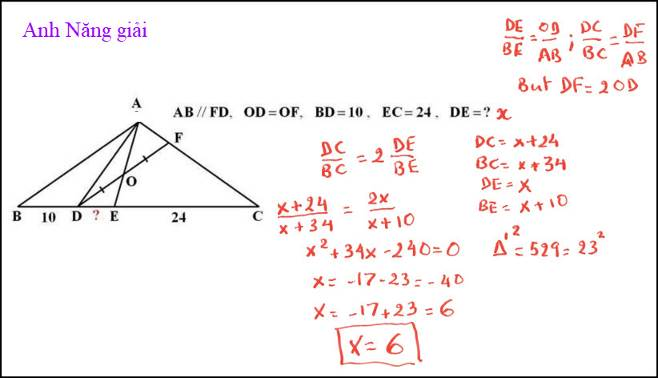 Anh Năng giải
DE/BE = OD/AB ; DC/BC = DF/AB
But DF = 2OD
AB // FD, OD=OF, BD=10, EC=24, DE=? x
A
F
O
B 10 D ? E 24 C
DC/BC = 2 DE/BE
DC = x+24
BC = x+34
DE = x
BE = x+10
x+24/x+34 = 2x/x+10
x² + 34x - 240 = 0
Δ'² = 529 = 23²
x = -17-23 = -40
x = -17+23 = 6
x = 6